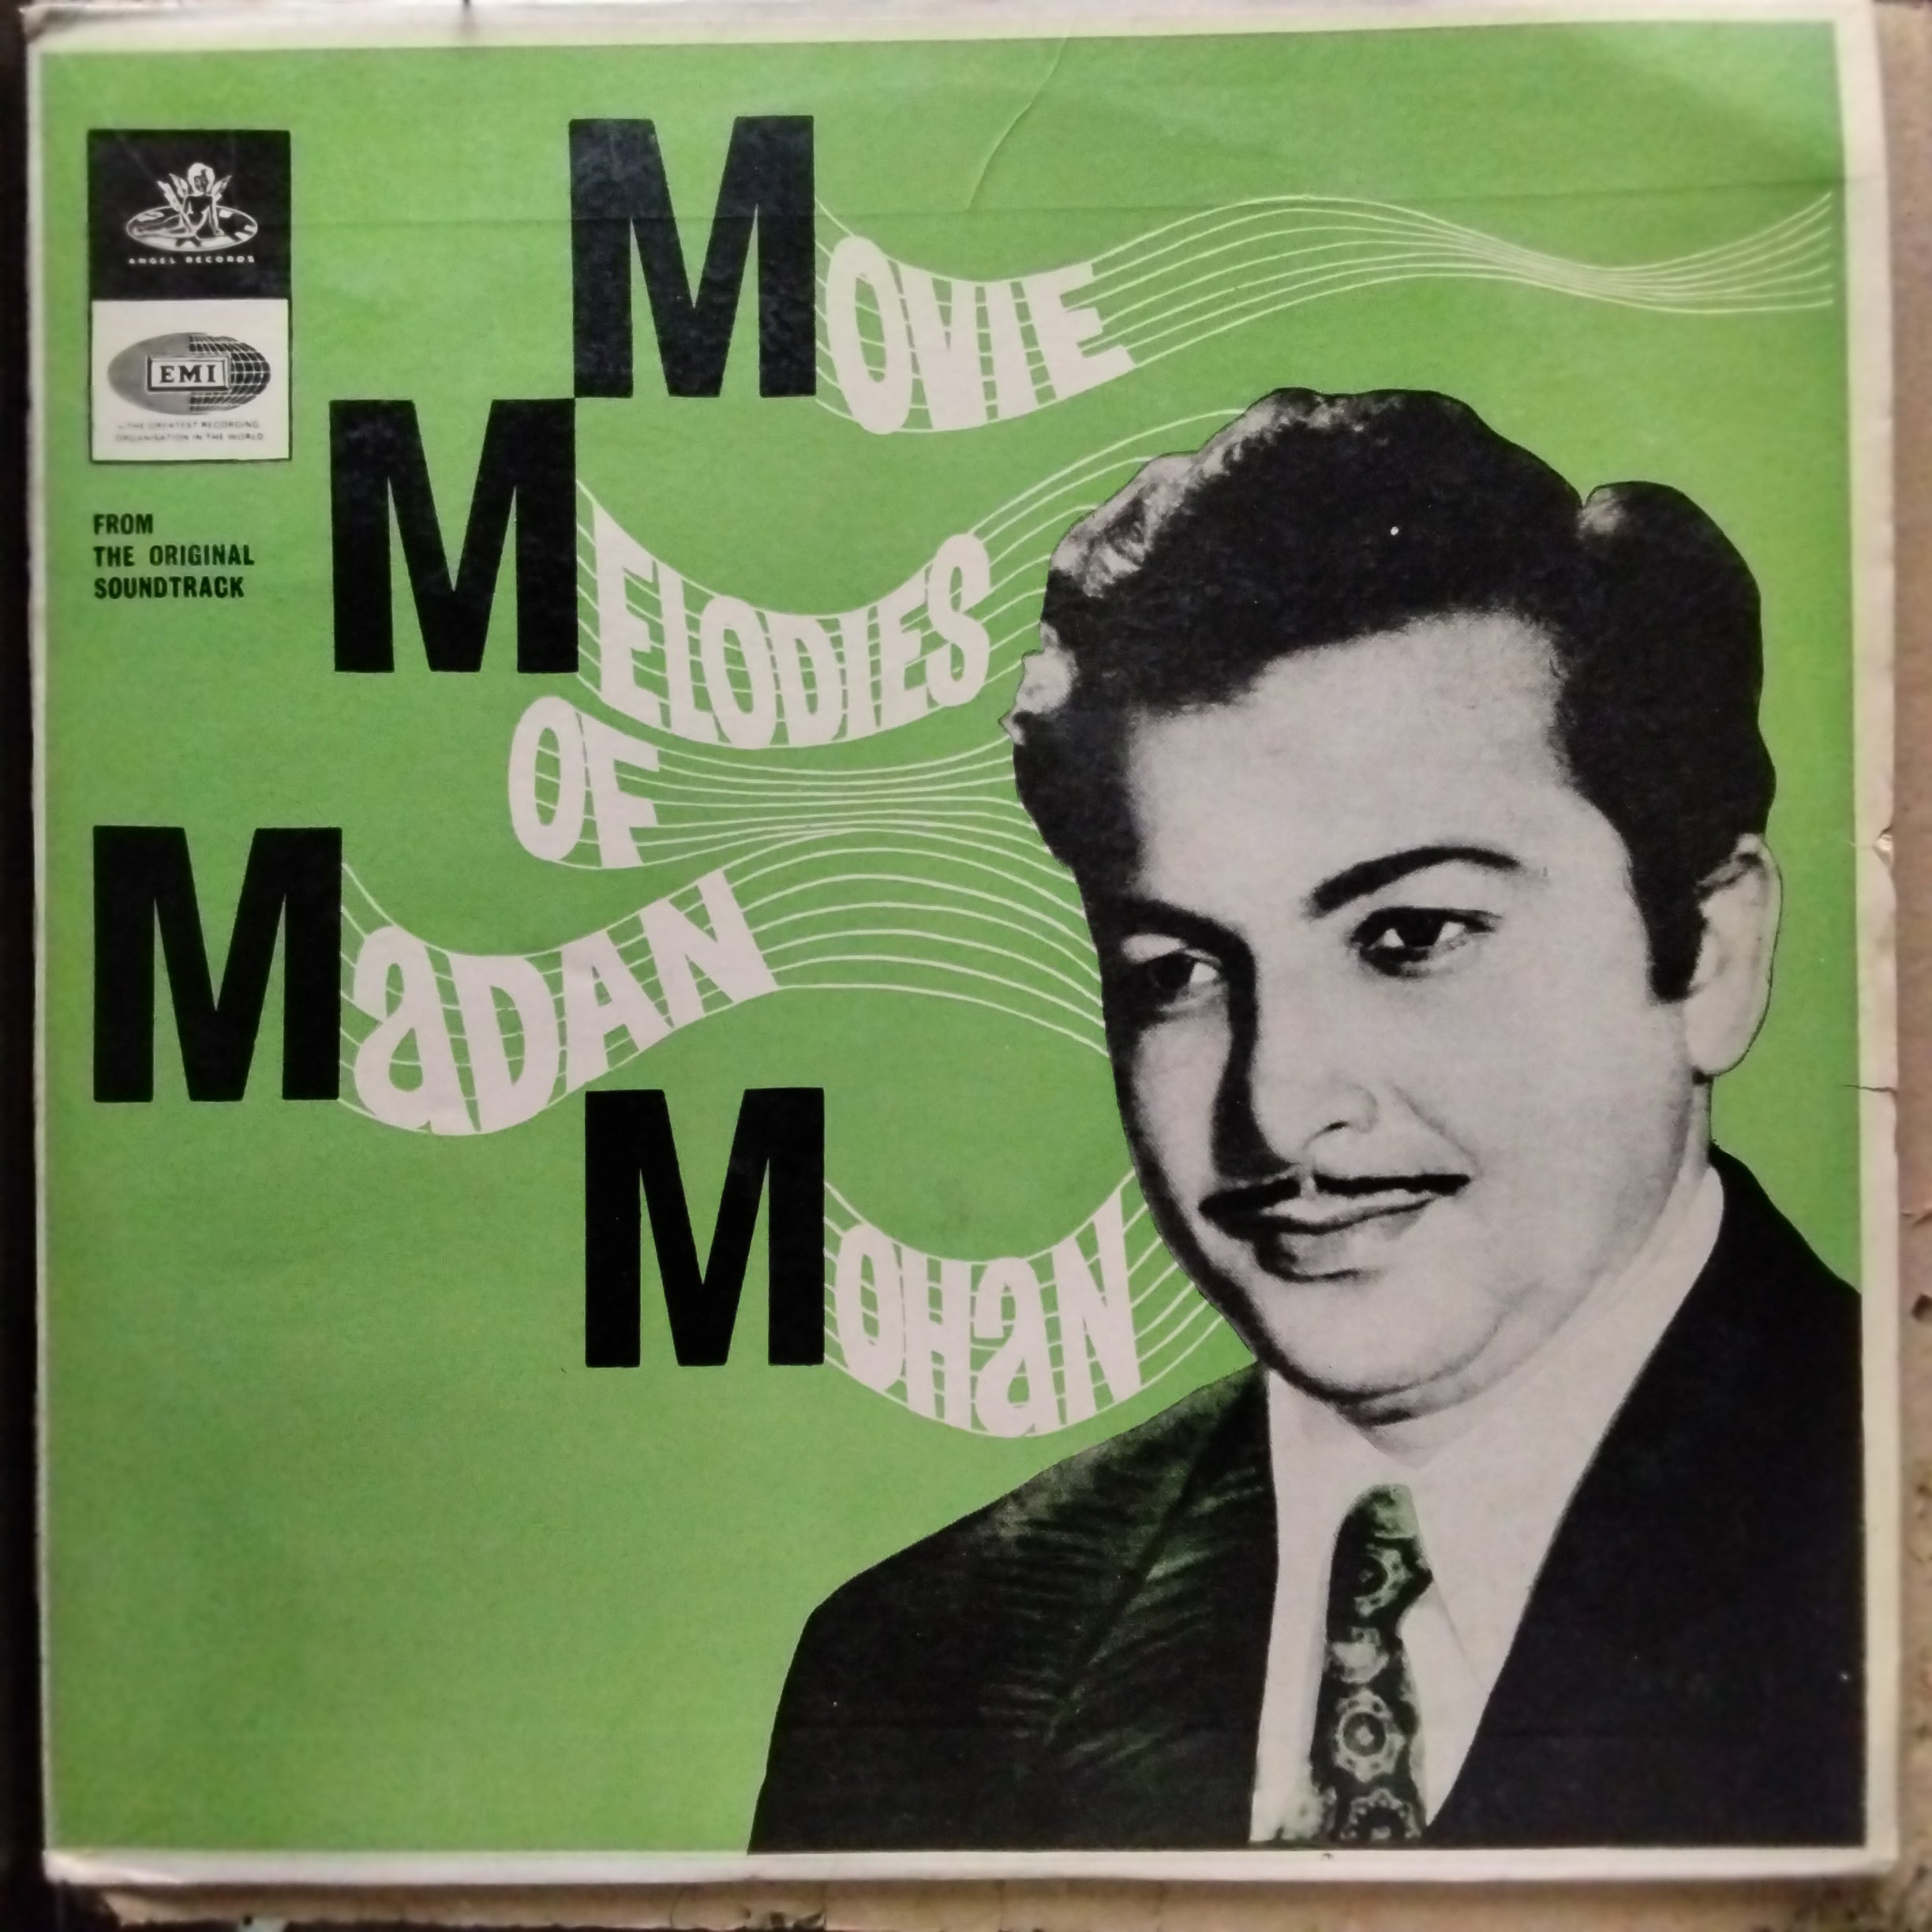 ANGEL RECORDS
EMI
—THE GREATEST RECORDING
ORGANISATION IN THE WORLD
FROM
THE ORIGINAL
SOUNDTRACK
MOVIE
MELODIES
OF
MaDAN
MOHaN